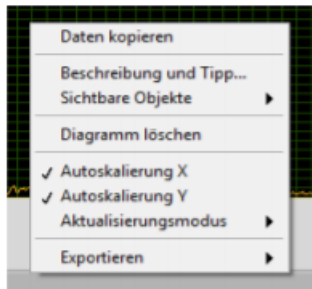 Daten kopieren
Beschreibung und Tipp...
Sichtbare Objekte
Diagramm löschen
Autoskalierung X
Autoskalierung Y
Aktualisierungsmodus
Exportieren